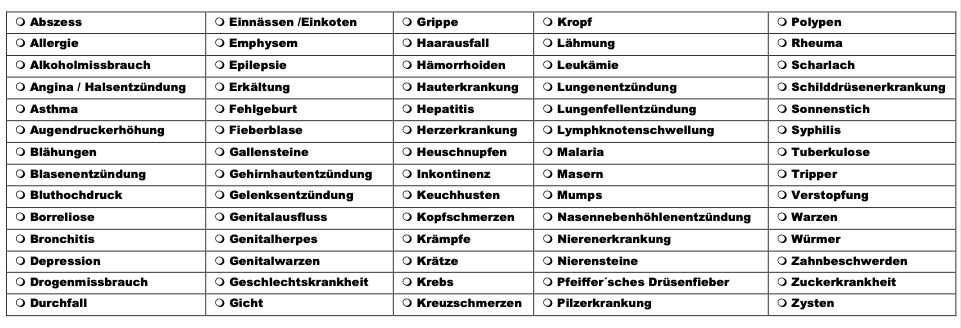 ❍ Abszess ❍ Einnässen /Einkoten ❍ Grippe ❍ Kropf ❍ Polypen
❍ Allergie ❍ Emphysem ❍ Haarausfall ❍ Lähmung ❍ Rheuma
❍ Alkoholmissbrauch ❍ Epilepsie ❍ Hämorrhoiden ❍ Leukämie ❍ Scharlach
❍ Angina / Halsentzündung ❍ Erkältung ❍ Hauterkrankung ❍ Lungenentzündung ❍ Schilddrüsenerkrankung
❍ Asthma ❍ Fehlgeburt ❍ Hepatitis ❍ Lungenfellentzündung ❍ Sonnenstich
❍ Augendruckerhöhung ❍ Fieberblase ❍ Herzerkrankung ❍ Lymphknotenschwellung ❍ Syphilis
❍ Blähungen ❍ Gallensteine ❍ Heuschnupfen ❍ Malaria ❍ Tuberkulose
❍ Blasenentzündung ❍ Gehirnhautentzündung ❍ Inkontinenz ❍ Masern ❍ Tripper
❍ Bluthochdruck ❍ Gelenksentzündung ❍ Keuchhusten ❍ Mumps ❍ Verstopfung
❍ Borreliose ❍ Genitalausfluss ❍ Kopfschmerzen ❍ Nasennebenhöhlenentzündung ❍ Warzen
❍ Bronchitis ❍ Genitalherpes ❍ Krämpfe ❍ Nierenerkrankung ❍ Würmer
❍ Depression ❍ Genitalwarzen ❍ Krätze ❍ Nierensteine ❍ Zahnbeschwerden
❍ Drogenmissbrauch ❍ Geschlechtskrankheit ❍ Krebs ❍ Pfeiffer´sches Drüsenfieber ❍ Zuckerkrankheit
❍ Durchfall ❍ Gicht ❍ Kreuzschmerzen ❍ Pilzerkrankung ❍ Zysten